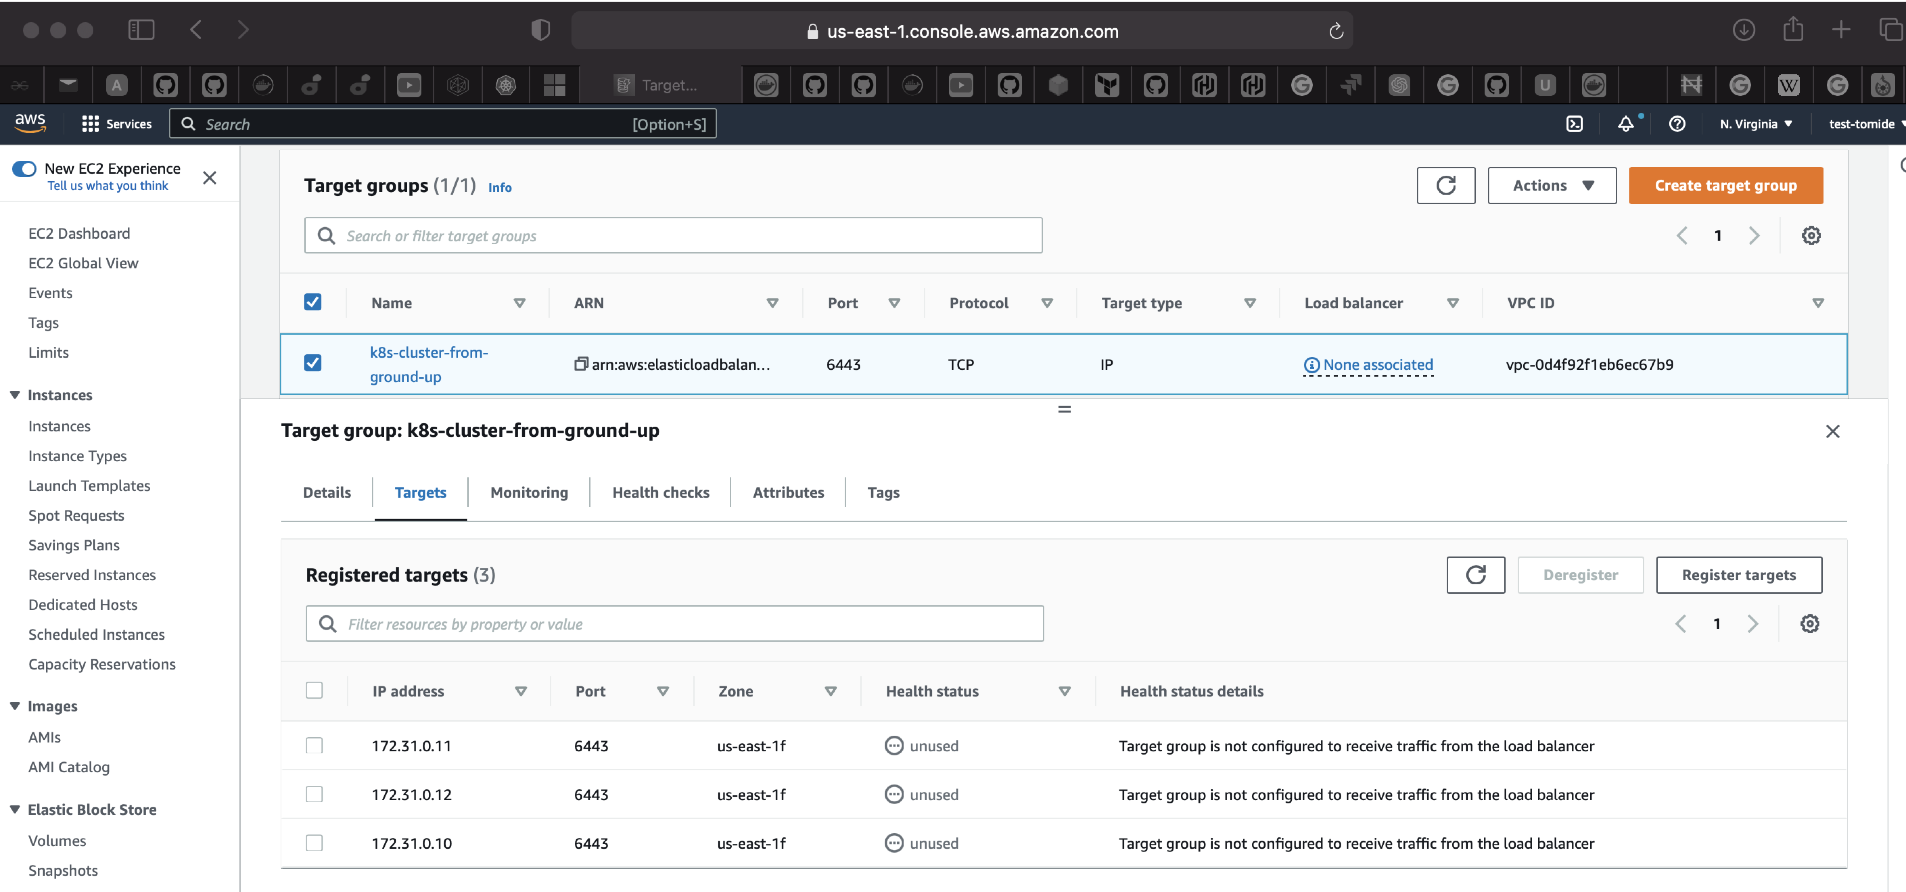 us-east-1.console.aws.amazon.com
A
Target...
U
W
aws
Services
Search
[Option+S]
N. Virginia
test-tomide
New EC2 Experience
Tell us what you think
EC2 Dashboard
EC2 Global View
Events
Tags
Limits
Instances
Instances
Instance Types
Launch Templates
Spot Requests
Savings Plans
Reserved Instances
Dedicated Hosts
Scheduled Instances
Capacity Reservations
Images
AMIs
AMI Catalog
Elastic Block Store
Volumes
Snapshots
Target groups (1/1) Info
Actions
Create target group
Search or filter target groups
1
Name ARN Port Protocol Target type Load balancer VPC ID
k8s-cluster-from-
ground-up
arn:aws:elasticloadbalan...
6443
TCP
IP
None associated
vpc-0d4f92f1eb6ec67b9
Target group: k8s-cluster-from-ground-up
Details Targets Monitoring Health checks Attributes Tags
Registered targets (3)
Deregister
Register targets
Filter resources by property or value
1
IP address Port Zone Health status Health status details
172.31.0.11 6443 us-east-1f unused Target group is not configured to receive traffic from the load balancer
172.31.0.12 6443 us-east-1f unused Target group is not configured to receive traffic from the load balancer
172.31.0.10 6443 us-east-1f unused Target group is not configured to receive traffic from the load balancer